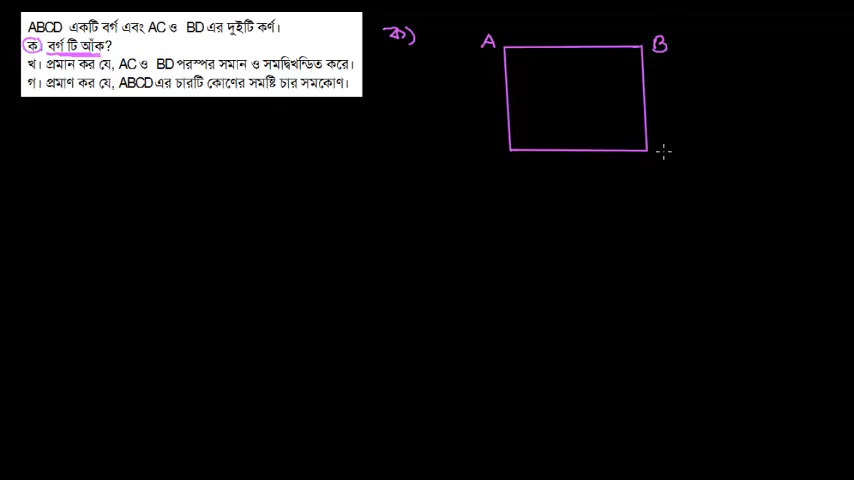 ABCD একটি বর্গ এবং AC ও BD এর দুইটি কর্ণ।
ক) বর্গ টি আঁক?
খ। প্রমান কর যে, AC ও BD পরস্পর সমান ও সমদ্বিখন্ডিত করে।
গ। প্রমাণ কর যে, ABCD এর চারটি কোণের সমষ্টি চার সমকোণ।
ক)
A
B